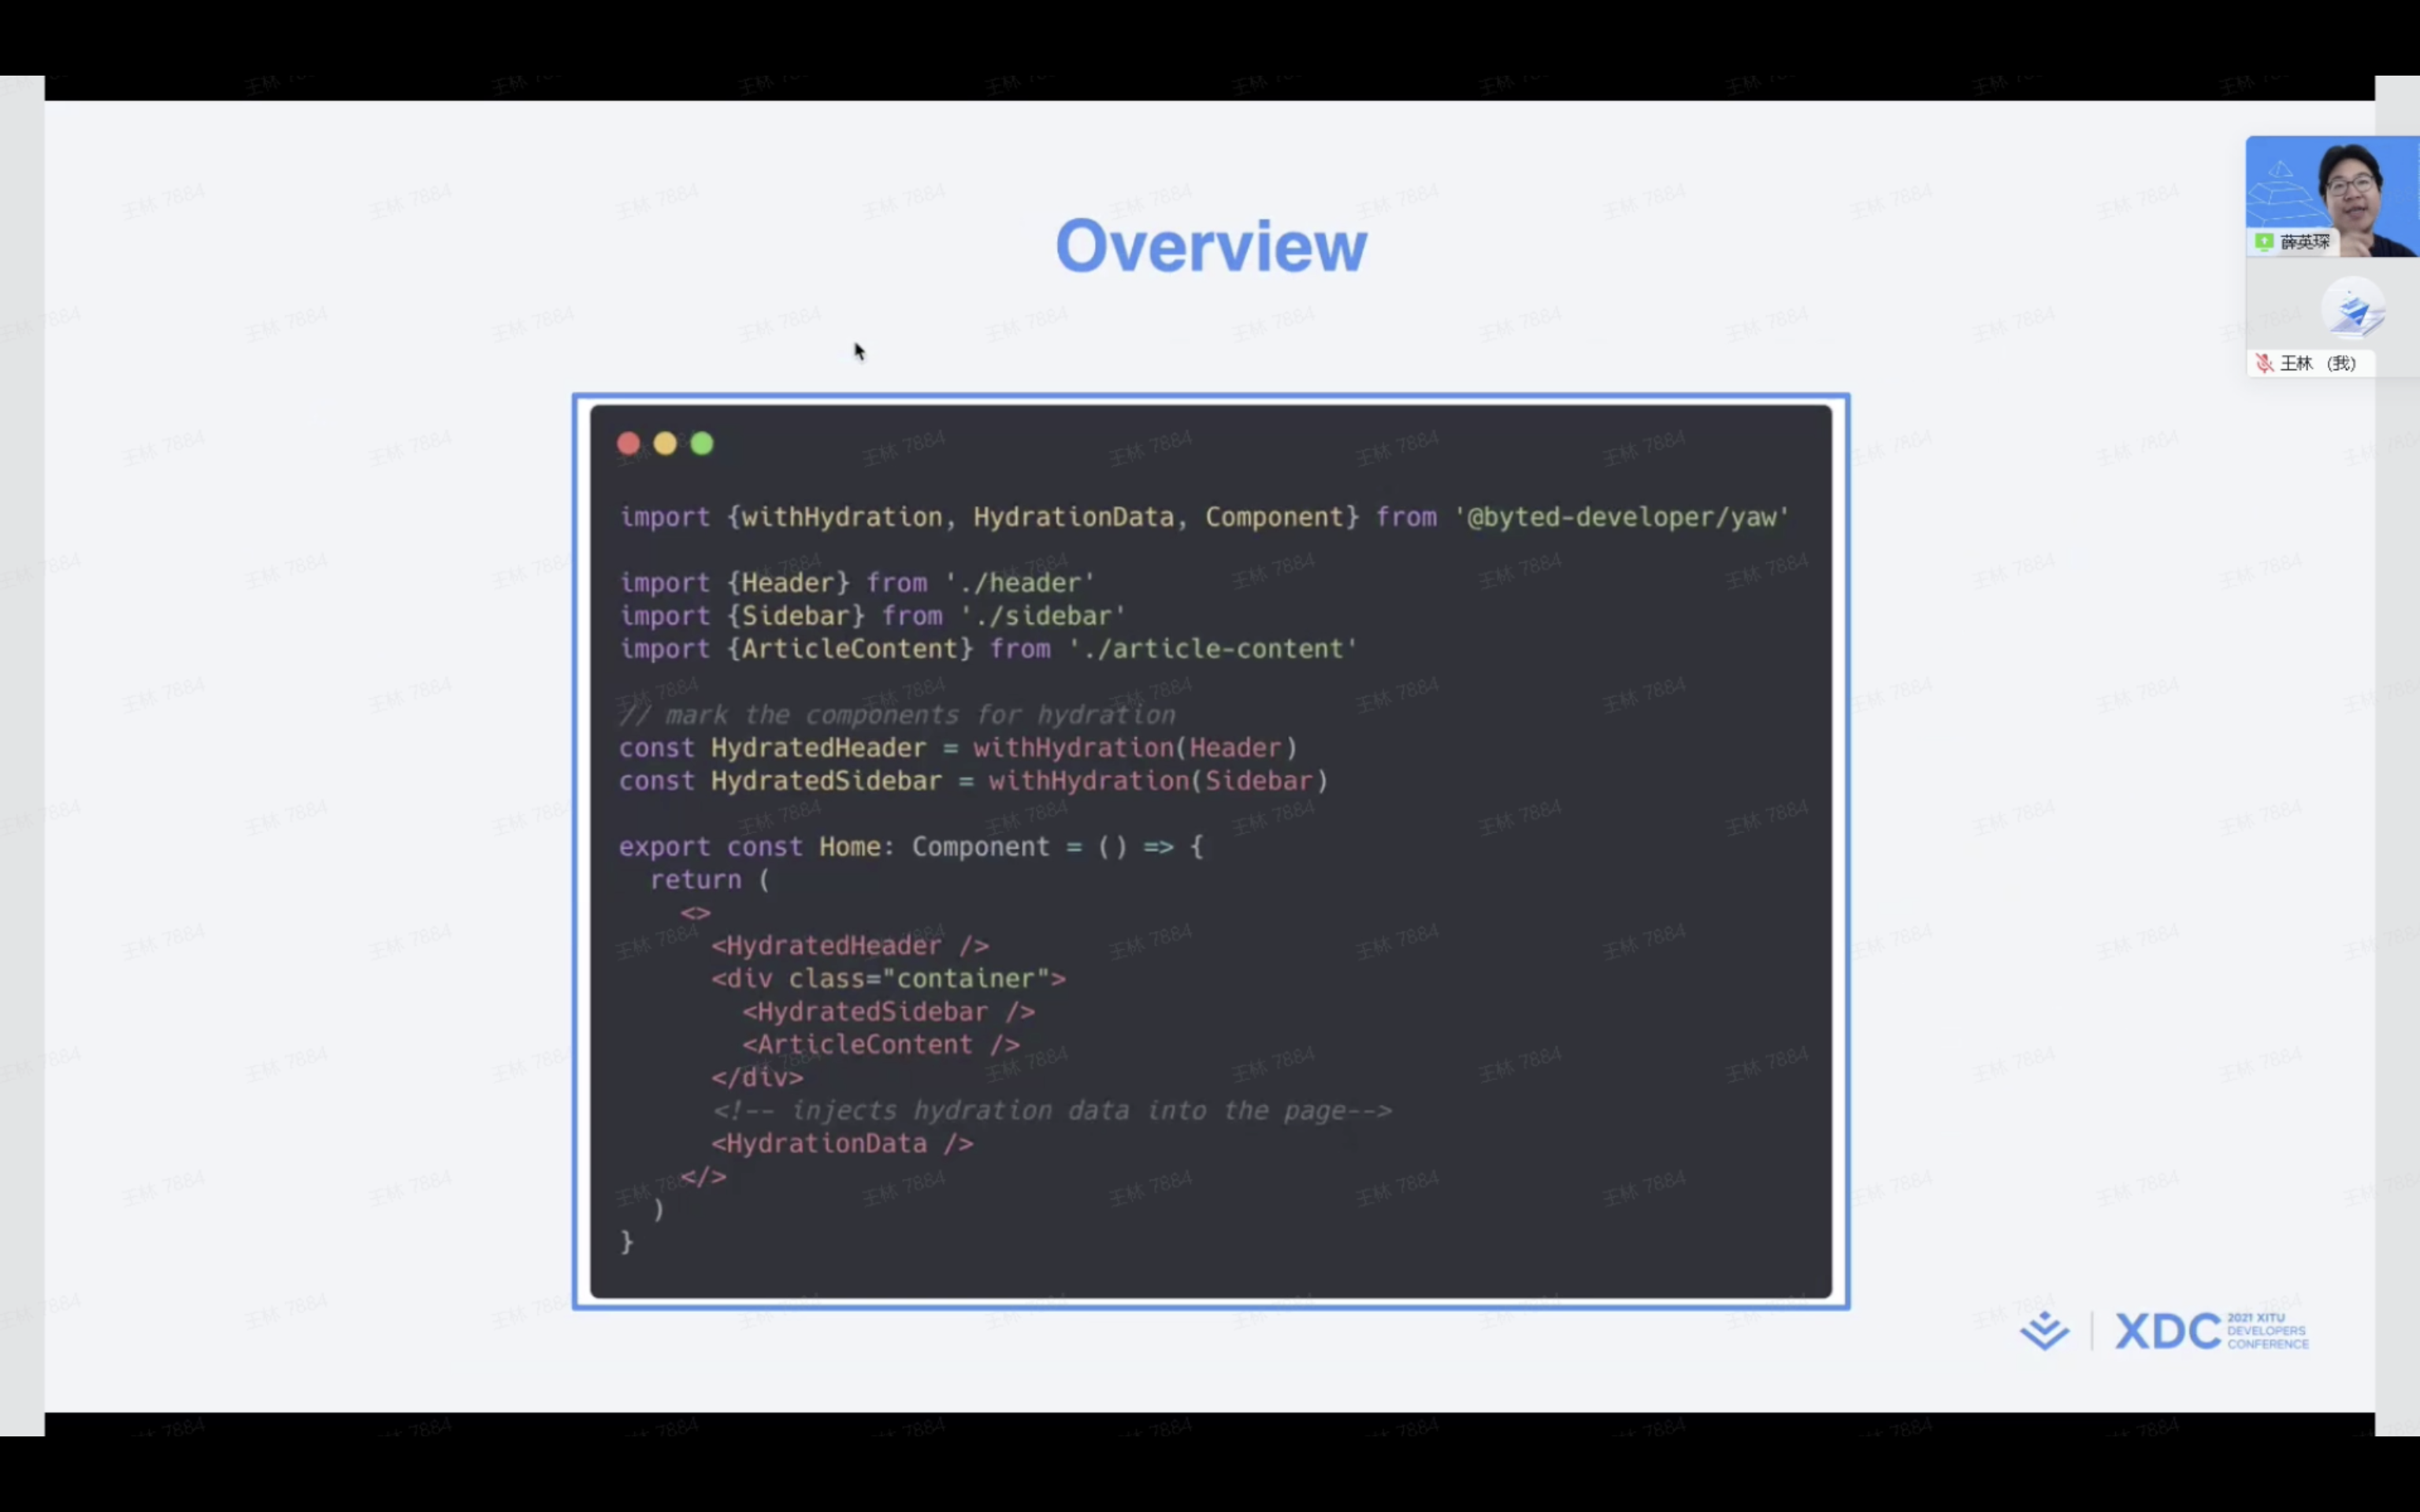 Overview
import {withHydration, HydrationData, Component} from '@byted-developer/yaw'
import {Header} from './header'
import {Sidebar} from './sidebar'
import {ArticleContent} from './article-content'
// mark the components for hydration
const HydratedHeader = withHydration(Header)
const HydratedSidebar = withHydration(Sidebar)
export const Home: Component = () => {
return (
<>
<HydratedHeader />
<div class="container">
<HydratedSidebar />
<ArticleContent />
</div>
<!-- injects hydration data into the page-->
<HydrationData />
</>
)
}
薛英琛
王林 (我)
XDC
2021 XITU
DEVELOPERS
CONFERENCE
王林 7884